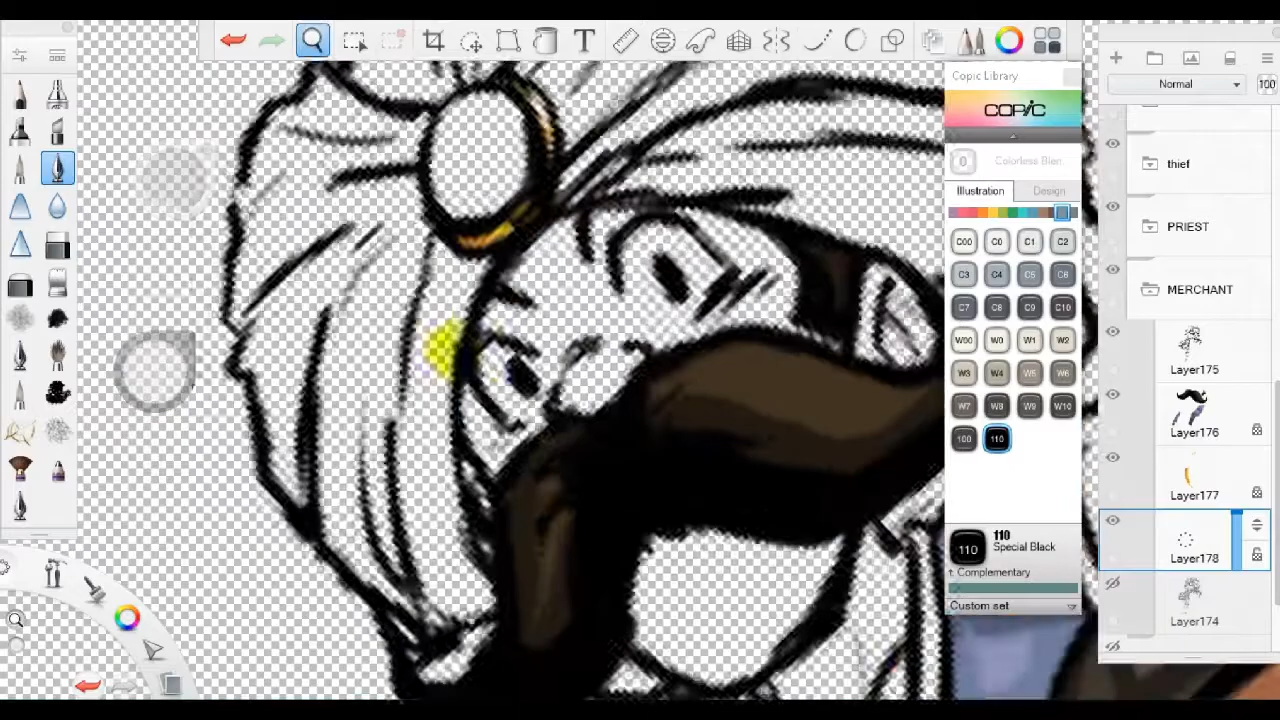 T
Copic Library
COPIC
0 Colorless Blen
Illustration Design
C00 C0 C1 C2
C3 C4 C5 C6
C7 C8 C9 C10
W00 W0 W1 W2
W3 W4 W5 W6
W7 W8 W9 W10
100 110
110 110
Special Black
t: Complementary
Custom set
Normal 100
thief
PRIEST
MERCHANT
Layer175
Layer176
Layer177
Layer178
Layer174